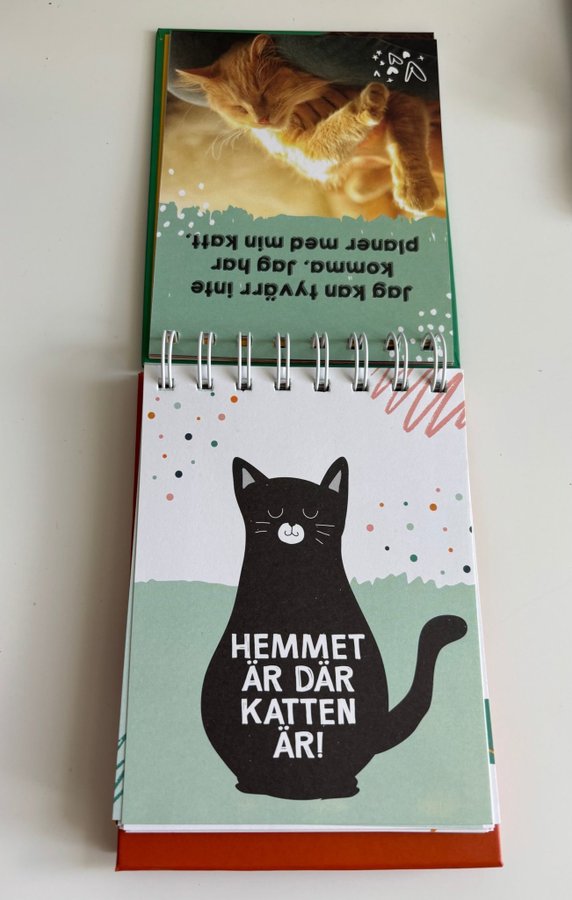 Jag kan tyvärr inte
komma. Jag har
planer med min katt.
HEMMET
ÄR DÄR
KATTEN
ÄR!